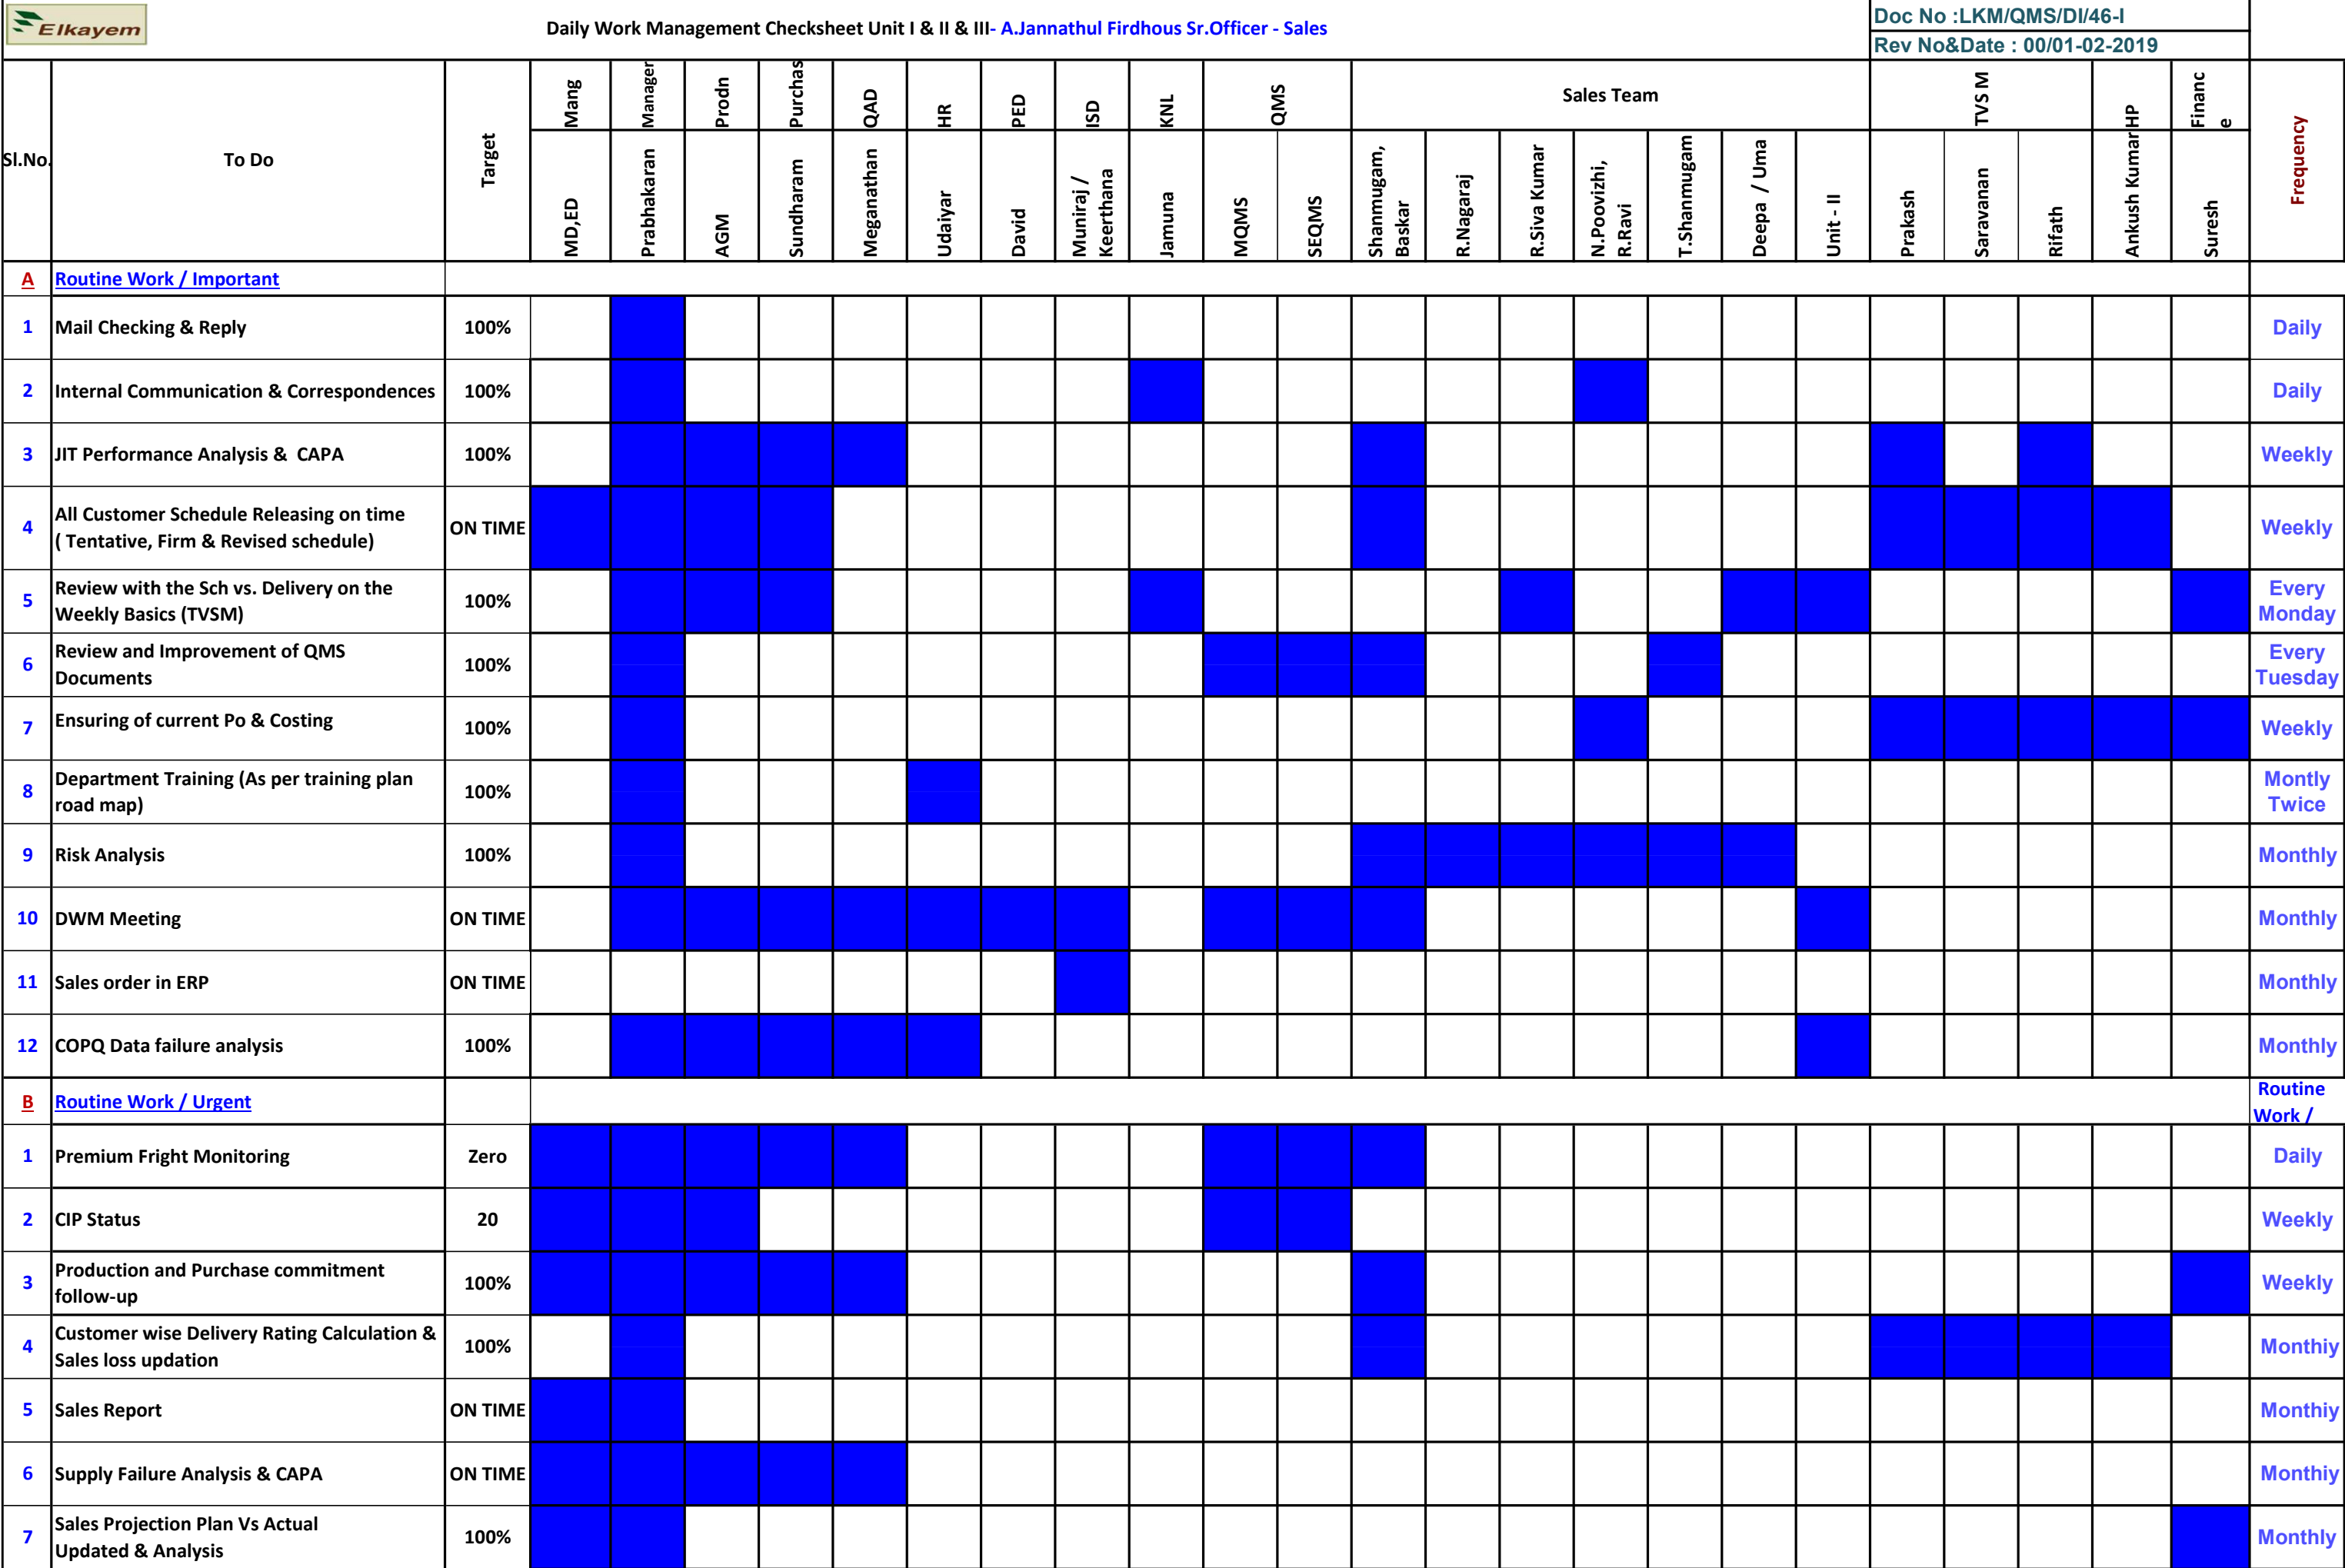 Elkayem
Daily Work Management Checksheet Unit I & II & III- A.Jannathul Firdhous Sr.Officer - Sales
Doc No :LKM/QMS/DI/46-I
Rev No&Date : 00/01-02-2019
Sl.No.
To Do
Target
Mang
Manager
Prodn
Purchas
QAD
HR
PED
ISD
KNL
QMS
Sales Team
TVS M
HP
Financ
e
Frequency
MD,ED
Prabhakaran
AGM
Sundharam
Meganathan
Udaiyar
David
Muniraj /
Keerthana
Jamuna
MQMS
SEQMS
Shanmugam,
Baskar
R.Nagaraj
R.Siva Kumar
N.Poovizhi,
R.Ravi
T.Shanmugam
Deepa / Uma
Unit - II
Prakash
Saravanan
Rifath
Ankush Kumar
Suresh
A Routine Work / Important
1 Mail Checking & Reply 100% Daily
2 Internal Communication & Correspondences 100% Daily
3 JIT Performance Analysis & CAPA 100% Weekly
4 All Customer Schedule Releasing on time
( Tentative, Firm & Revised schedule) ON TIME Weekly
5 Review with the Sch vs. Delivery on the
Weekly Basics (TVSM) 100% Every
Monday
6 Review and Improvement of QMS
Documents 100% Every
Tuesday
7 Ensuring of current Po & Costing 100% Weekly
8 Department Training (As per training plan
road map) 100% Montly
Twice
9 Risk Analysis 100% Monthly
10 DWM Meeting ON TIME Monthly
11 Sales order in ERP ON TIME Monthly
12 COPQ Data failure analysis 100% Monthly
B Routine Work / Urgent Routine
Work /
1 Premium Fright Monitoring Zero Daily
2 CIP Status 20 Weekly
3 Production and Purchase commitment
follow-up 100% Weekly
4 Customer wise Delivery Rating Calculation &
Sales loss updation 100% Monthiy
5 Sales Report ON TIME Monthiy
6 Supply Failure Analysis & CAPA ON TIME Monthiy
7 Sales Projection Plan Vs Actual
Updated & Analysis 100% Monthly